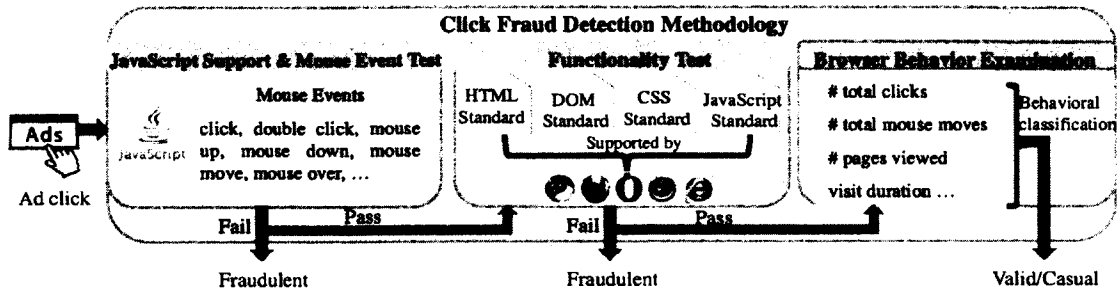 Click Fraud Detection Methodology
JavaScript Support & Mouse Event Test
Mouse Events
JavaScript
click, double click, mouse
up, mouse down, mouse
move, mouse over, ...
Ads
Ad click
Functionality Test
HTML
Standard
DOM
Standard
CSS
Standard
JavaScript
Standard
Supported by
Browser Behavior Examination
# total clicks
# total mouse moves
# pages viewed
visit duration ...
Behavioral
classification
Fail
Pass
Fail
Pass
Fraudulent
Fraudulent
Valid/Casual